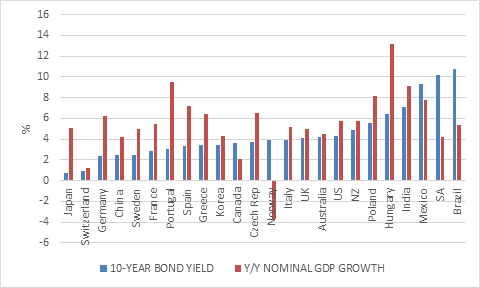 16
14
12
10
8
6
4
2
0
-2
-4
-6
%
Japan
Switzerland
Germany
China
Sweden
France
Portugal
Spain
Greece
Korea
Canada
Czech Rep
Norway
Italy
UK
Australia
US
NZ
Poland
Hungary
India
Mexico
SA
Brazil
10-YEAR BOND YIELD
Y/Y NOMINAL GDP GROWTH